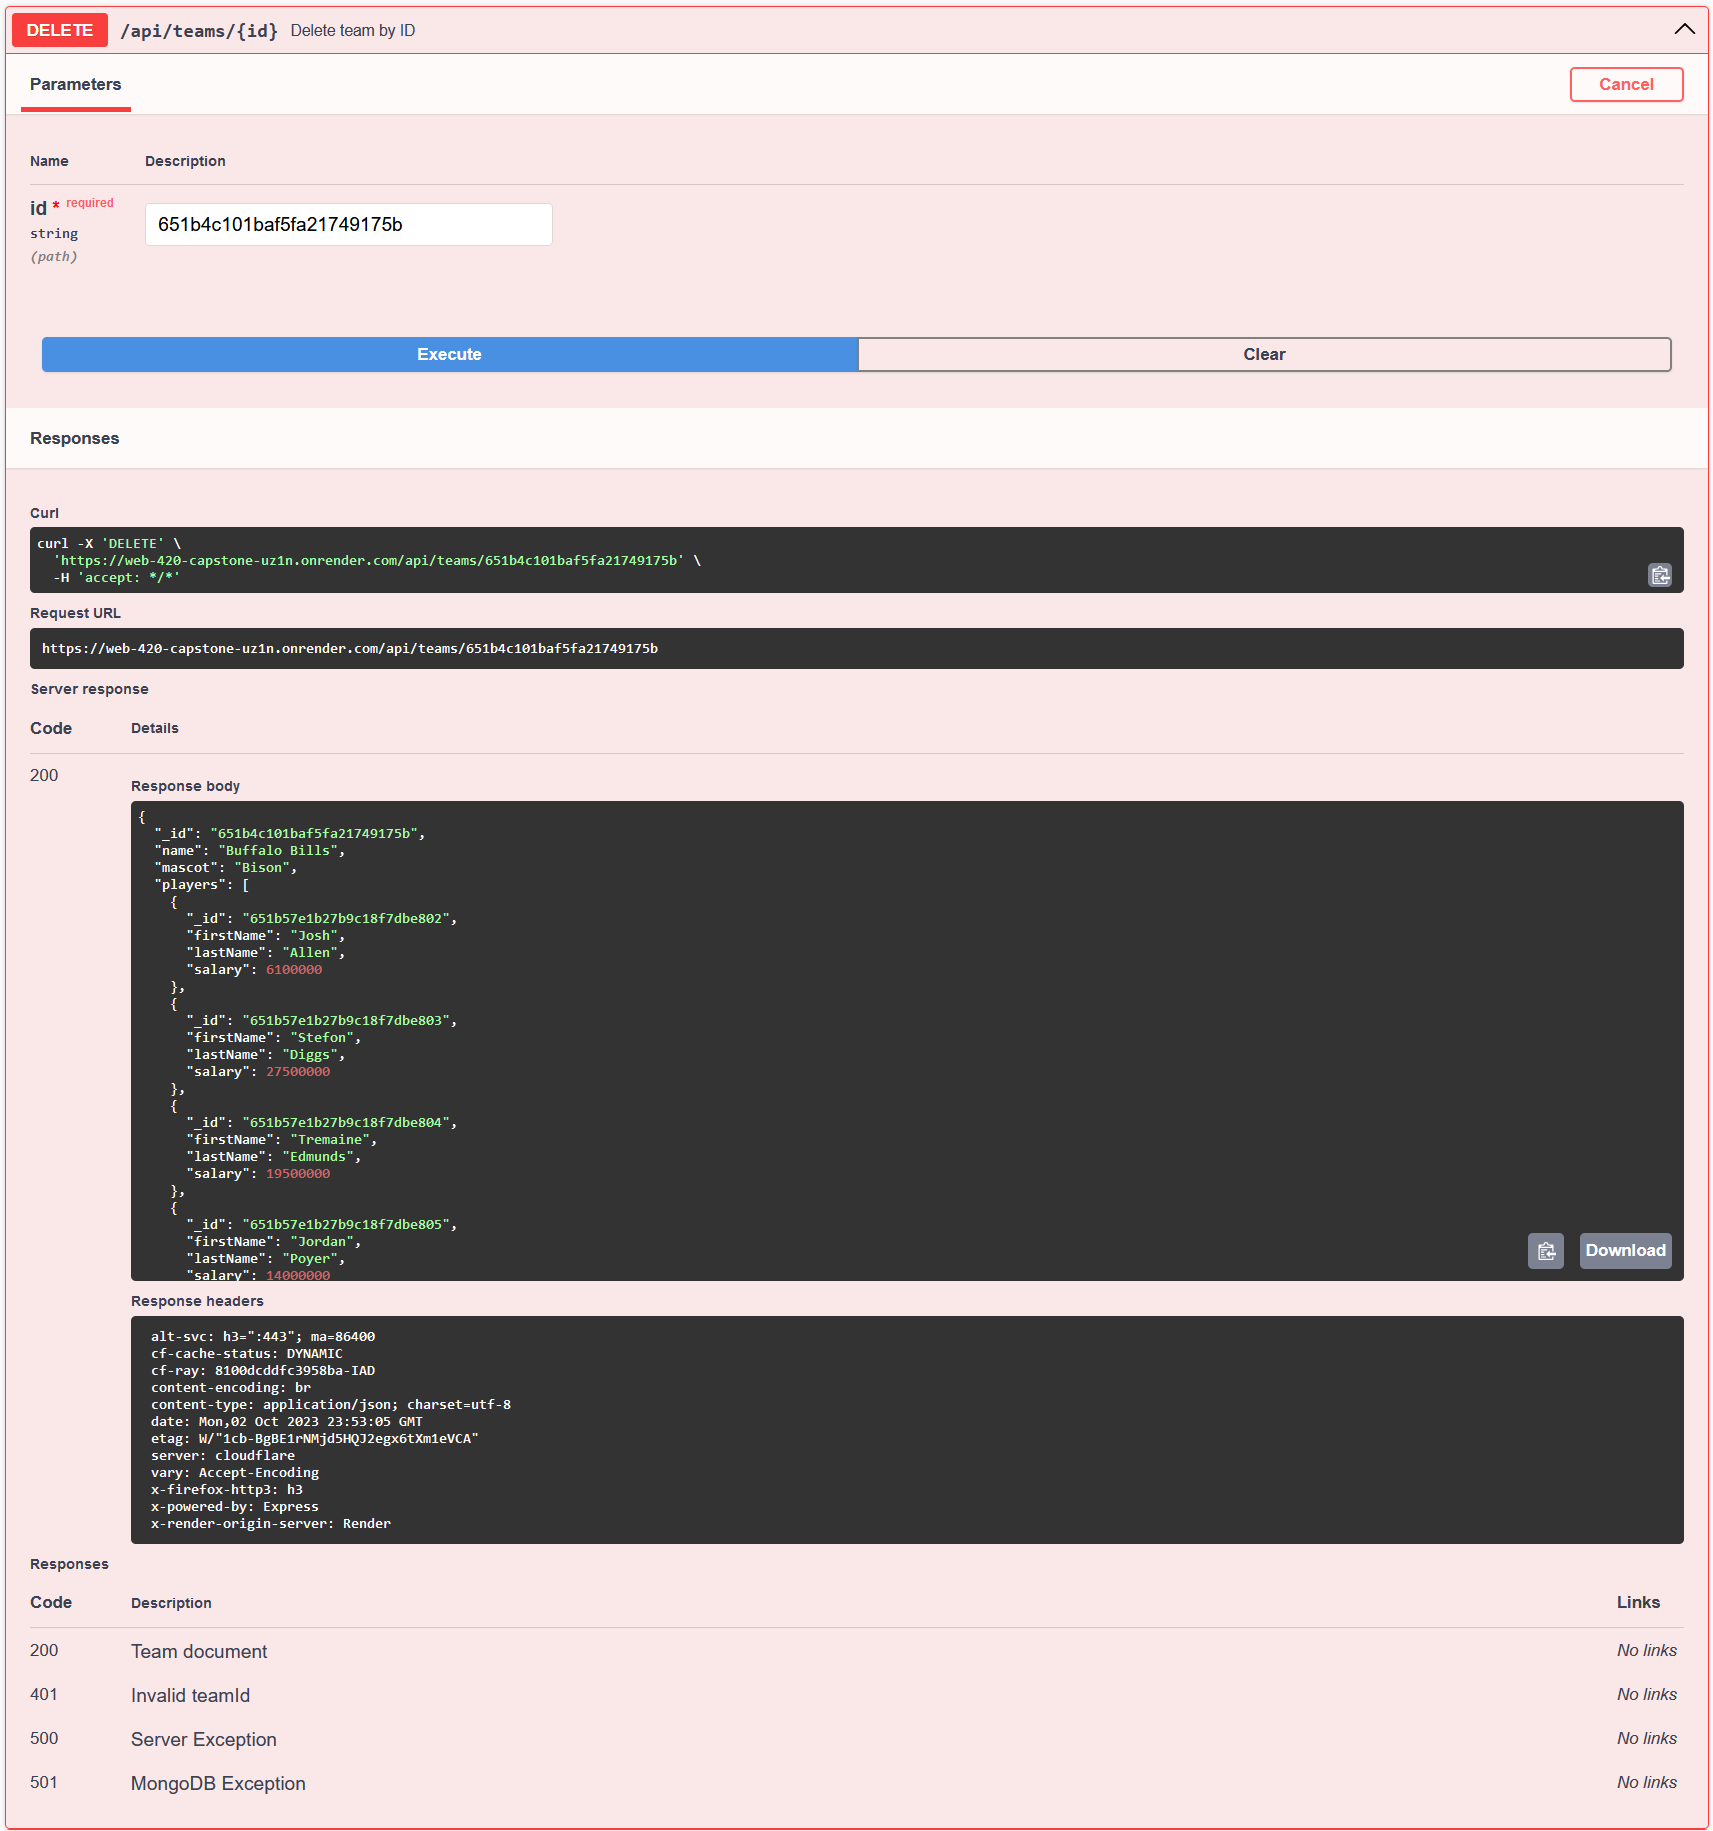 DELETE /api/teams/{id} Delete team by ID
Parameters
Cancel
Name Description
id * required
string
(path)
651b4c101baf5fa21749175b
Execute Clear
Responses
Curl
curl -X 'DELETE' \
'https://web-420-capstone-uz1n.onrender.com/api/teams/651b4c101baf5fa21749175b' \
-H 'accept: */*'
Request URL
https://web-420-capstone-uz1n.onrender.com/api/teams/651b4c101baf5fa21749175b
Server response
Code Details
200
Response body
{
"_id": "651b4c101baf5fa21749175b",
"name": "Buffalo Bills",
"mascot": "Bison",
"players": [
{
"_id": "651b57e1b27b9c18f7dbe802",
"firstName": "Josh",
"lastName": "Allen",
"salary": 6100000
},
{
"_id": "651b57e1b27b9c18f7dbe803",
"firstName": "Stefon",
"lastName": "Diggs",
"salary": 27500000
},
{
"_id": "651b57e1b27b9c18f7dbe804",
"firstName": "Tremaine",
"lastName": "Edmunds",
"salary": 19500000
},
{
"_id": "651b57e1b27b9c18f7dbe805",
"firstName": "Jordan",
"lastName": "Poyer",
"salary": 14000000
Download
Response headers
alt-svc: h3=":443"; ma=86400
cf-cache-status: DYNAMIC
cf-ray: 8100dcddfc3958ba-IAD
content-encoding: br
content-type: application/json; charset=utf-8
date: Mon,02 Oct 2023 23:53:05 GMT
etag: W/"1cb-BgBE1rNMjd5HQJ2egx6tXm1eVCA"
server: cloudflare
vary: Accept-Encoding
x-firefox-http3: h3
x-powered-by: Express
x-render-origin-server: Render
Responses
Code Description Links
200 Team document No links
401 Invalid teamId No links
500 Server Exception No links
501 MongoDB Exception No links